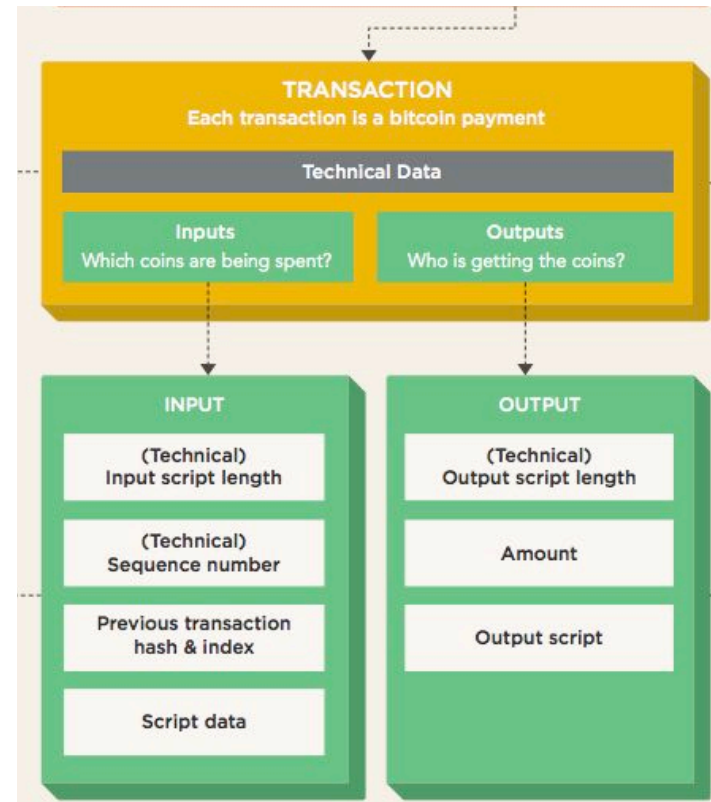 TRANSACTION
Each transaction is a bitcoin payment
Technical Data
Inputs
Which coins are being spent?
Outputs
Who is getting the coins?
INPUT
(Technical)
Input script length
(Technical)
Sequence number
Previous transaction
hash & index
Script data
OUTPUT
(Technical)
Output script length
Amount
Output script